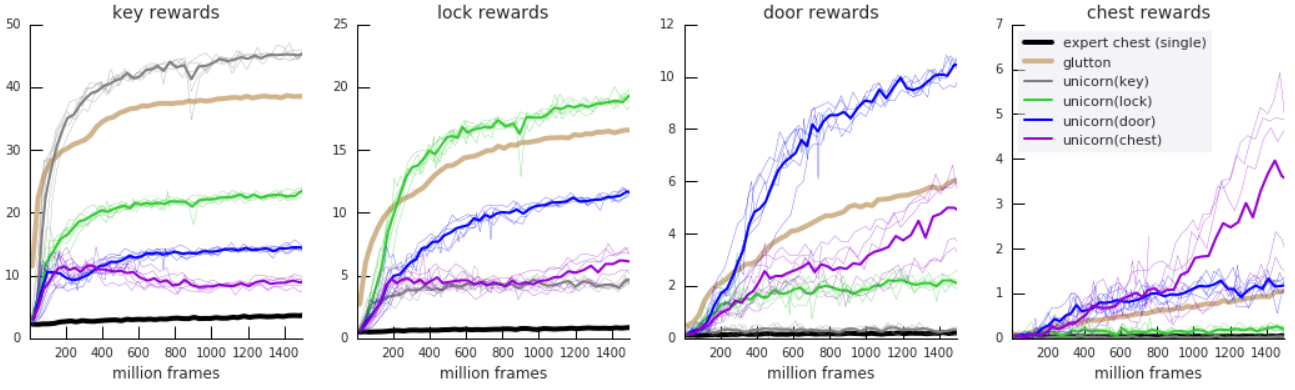 key rewards
50
40
30
20
10
0
200 400 600 800 1000 1200 1400
million frames
lock rewards
25
20
15
10
5
0
200 400 600 800 1000 1200 1400
million frames
door rewards
12
10
8
6
4
2
0
200 400 600 800 1000 1200 1400
million frames
chest rewards
7
6
5
4
3
2
1
0
expert chest (single)
glutton
unicorn(key)
unicorn(lock)
unicorn(door)
unicorn(chest)
200 400 600 800 1000 1200 1400
million frames